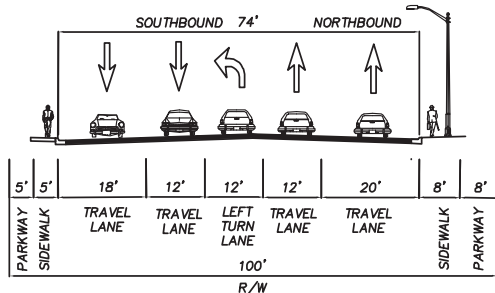 SOUTHBOUND 74' NORTHBOUND
5' 5' 18' 12' 12' 12' 20' 8' 8'
PARKWAY
SIDEWALK
TRAVEL
LANE
TRAVEL
LANE
LEFT
TURN
LANE
TRAVEL
LANE
TRAVEL
LANE
SIDEWALK
PARKWAY
100'
R/W